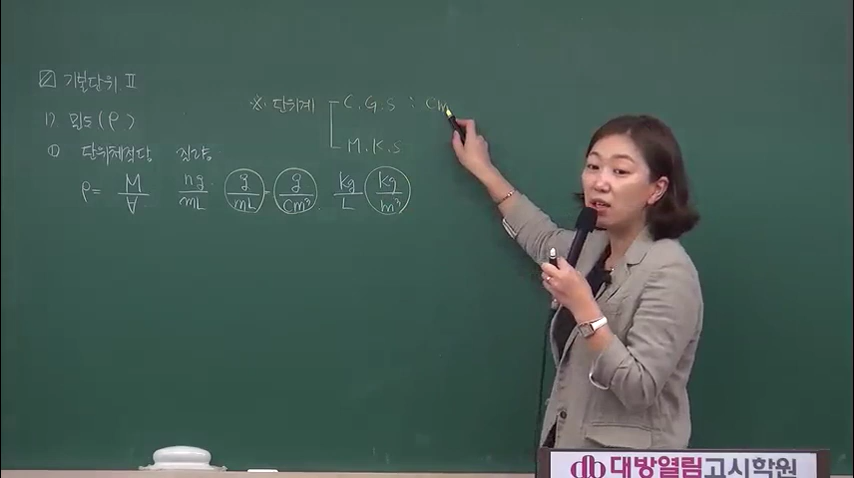 ☑ 기본단위 Ⅱ
1) 밀도(ρ)
① 단위체적당 질량
ρ= M/V ng/mL g/mL = g/cm³ kg/L kg/m³
※ 단위계 C.G.S : cm
M.K.S
대방열림고시학원